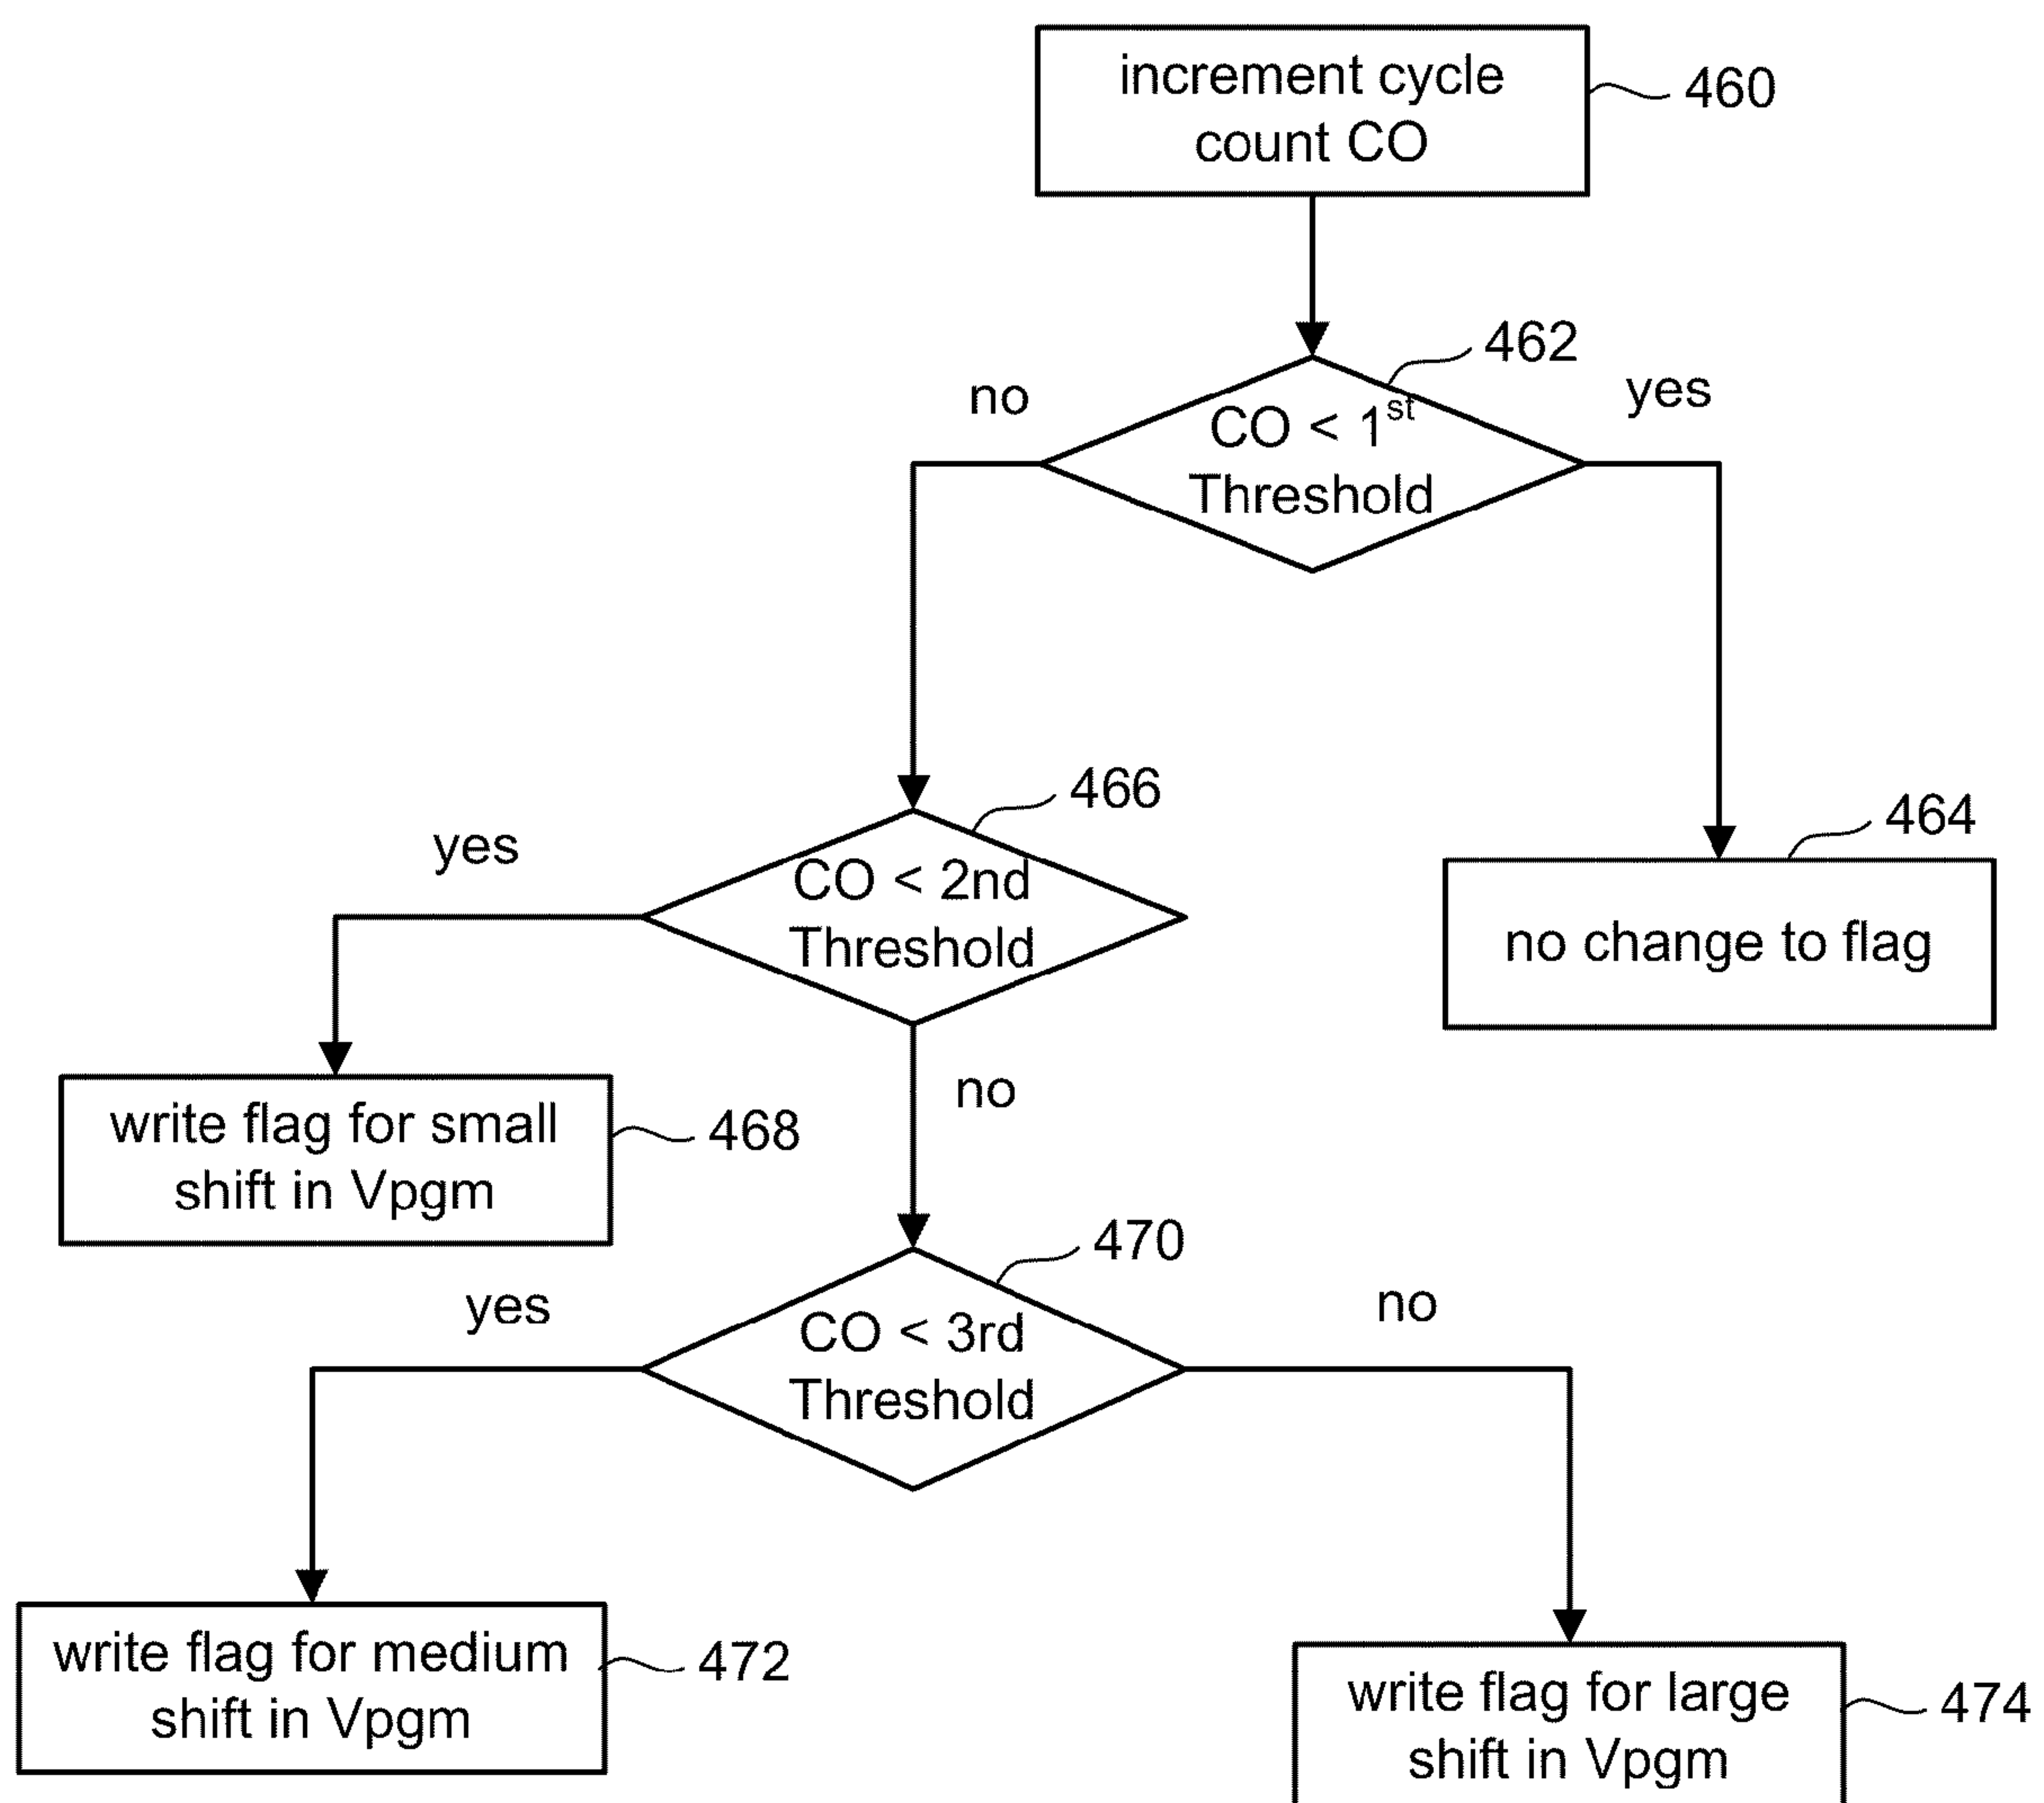 increment cycle
count CO
460
462
no
yes
CO < 1st
Threshold
466
464
yes
CO < 2nd
Threshold
no change to flag
no
write flag for small
shift in Vpgm
468
470
yes
no
CO < 3rd
Threshold
write flag for medium
shift in Vpgm
472
write flag for large
shift in Vpgm
474